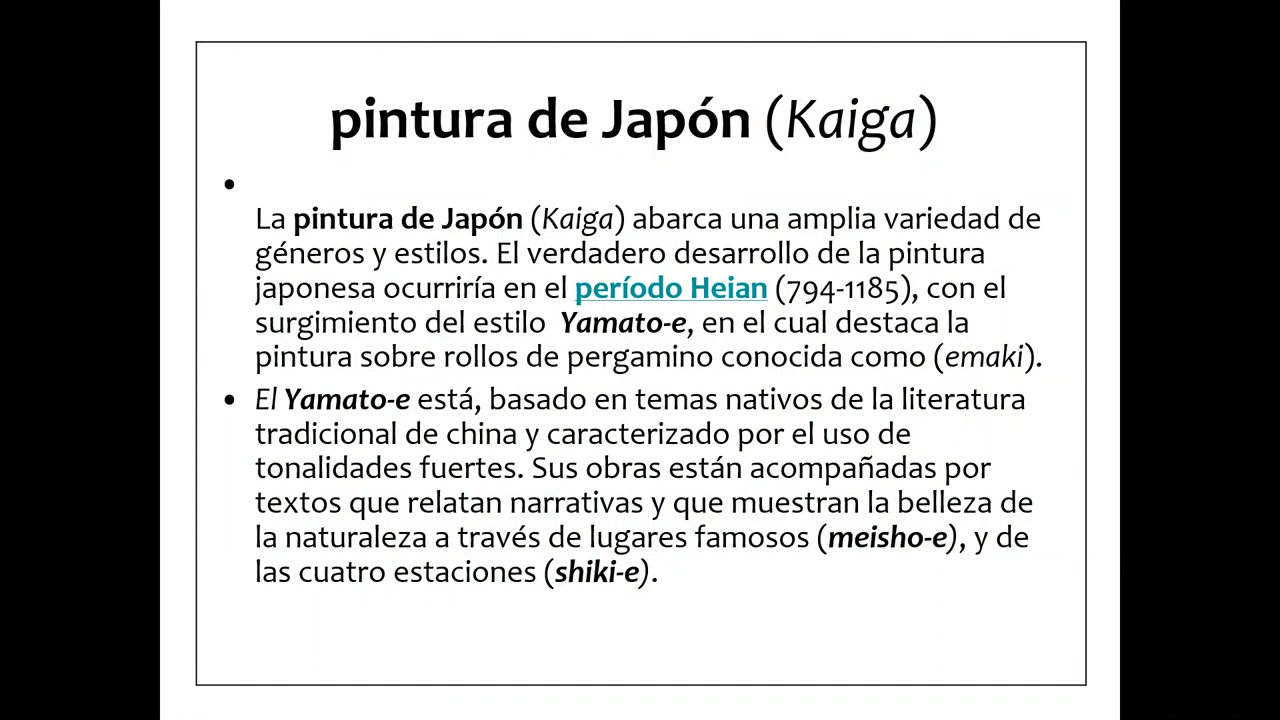 pintura de Japón (Kaiga)
•
La pintura de Japón (Kaiga) abarca una amplia variedad de
géneros y estilos. El verdadero desarrollo de la pintura
japonesa ocurriría en el período Heian (794-1185), con el
surgimiento del estilo Yamato-e, en el cual destaca la
pintura sobre rollos de pergamino conocida como (emaki).
• El Yamato-e está, basado en temas nativos de la literatura
tradicional de china y caracterizado por el uso de
tonalidades fuertes. Sus obras están acompañadas por
textos que relatan narrativas y que muestran la belleza de
la naturaleza a través de lugares famosos (meisho-e), y de
las cuatro estaciones (shiki-e).